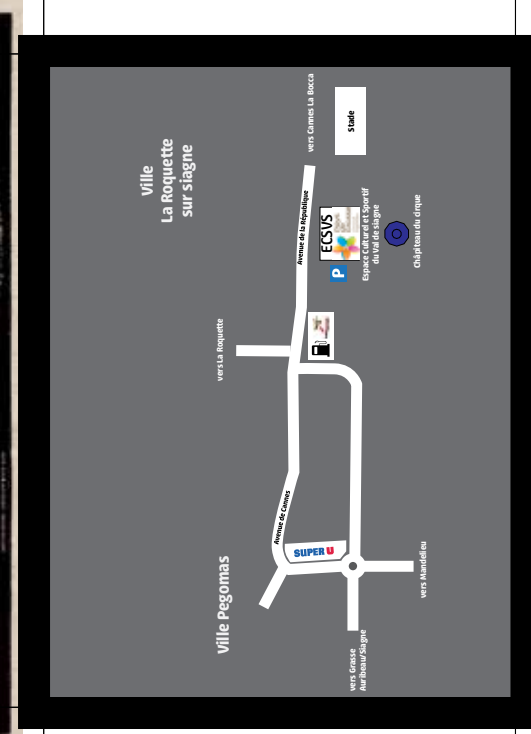 Ville
La Roquette
sur siagne
vers Cannes La Bocca
Stade
Avenue de la République
ECSVS
P
Espace Culturel et Sportif
du Val de siagne
Châpiteau du cirque
vers La Roquette
Avenue de Cannes
SUPER U
Ville Pegomas
vers Mandelieu
vers Grasse
Auribeau/Siagne